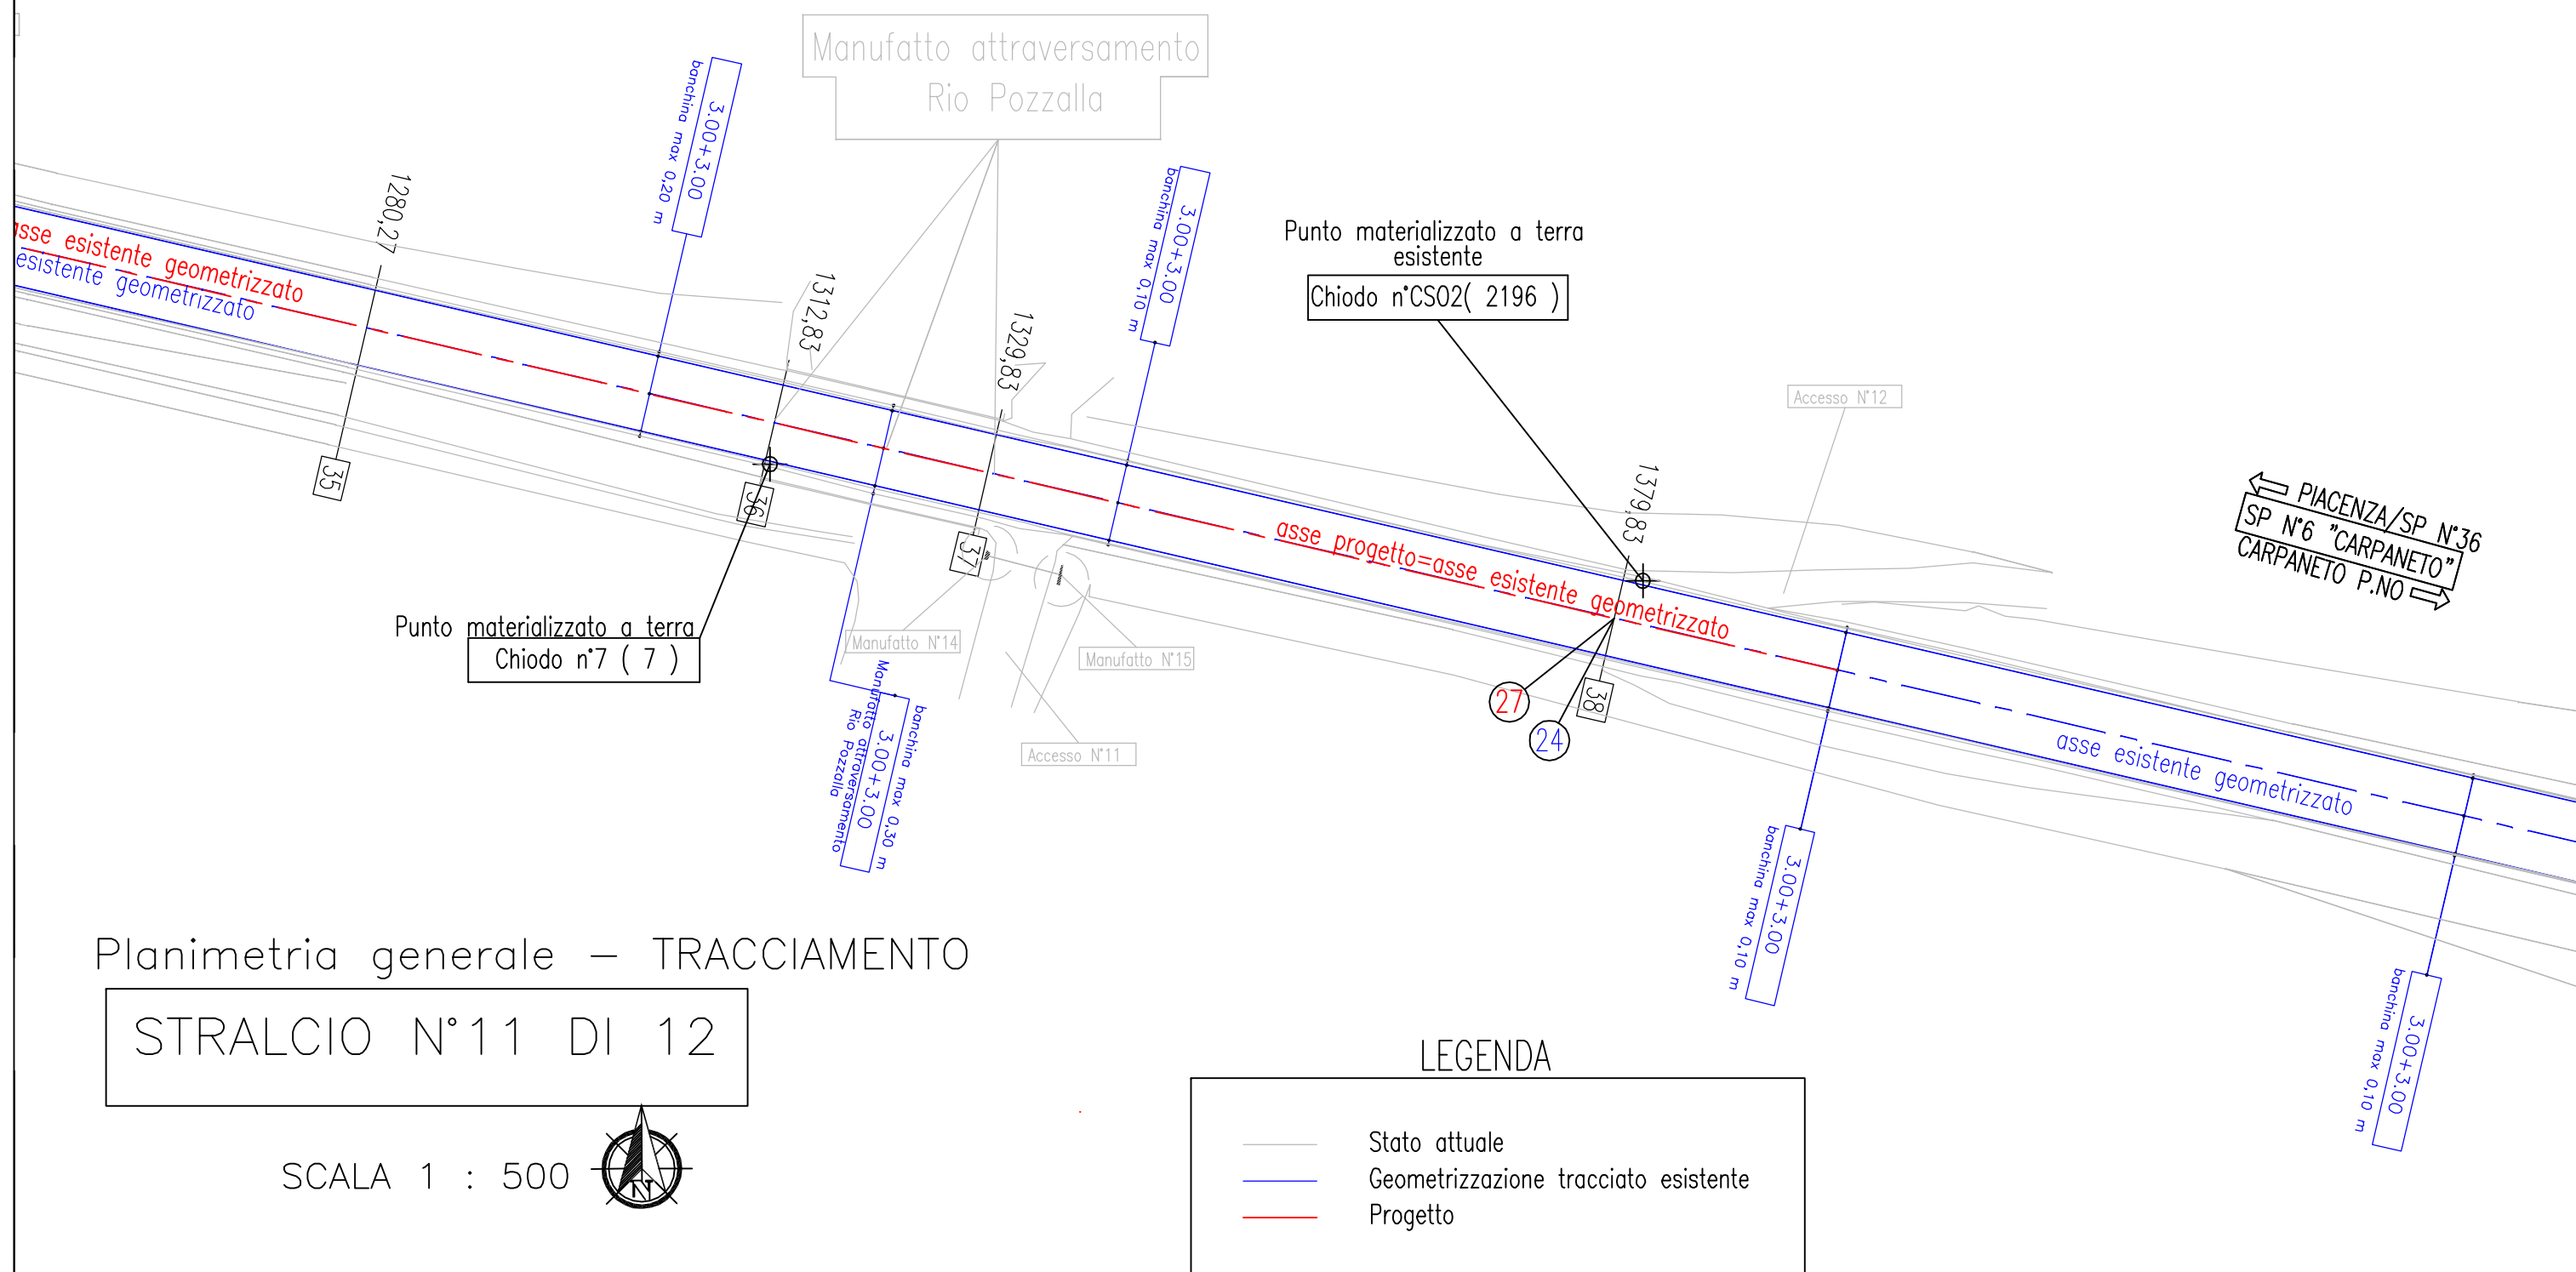 Manufatto attraversamento
Rio Pozzalla
3.00+3.00
banchina max 0,20 m
1280,27
1312,83
1329,83
3.00+3.00
banchina max 0,10 m
Punto materializzato a terra
esistente
Chiodo n°CSO2( 2196 )
Accesso N°12
1379,83
PIACENZA/SP N°36
SP N°6 "CARPANETO"
CARPANETO P.NO
asse esistente geometrizzato
esistente geometrizzato
35
36
37
38
asse progetto=asse esistente geometrizzato
Punto materializzato a terra
Chiodo n°7 ( 7 )
Manufatto N°14
Manufatto N°15
Accesso N°11
27
24
asse esistente geometrizzato
banchina max 0,30 m
3.00+3.00
Manufatto attraversamento
Rio Pozzalla
3.00+3.00
banchina max 0,10 m
3.00+3.00
banchina max 0,10 m
Planimetria generale – TRACCIAMENTO
STRALCIO N°11 DI 12
SCALA 1 : 500
N
LEGENDA
Stato attuale
Geometrizzazione tracciato esistente
Progetto